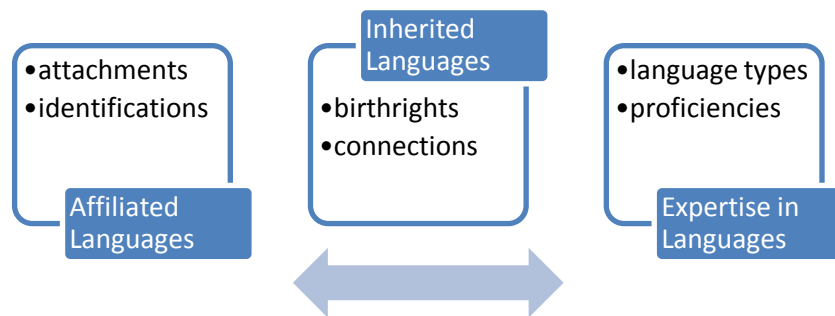 •attachments
•identifications
Affiliated
Languages
Inherited
Languages
•birthrights
•connections
•language types
•proficiencies
Expertise in
Languages